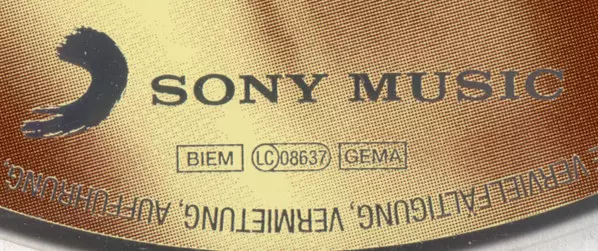 SONY MUSIC
BIEM LC 08637 GEMA
VERVIELFÄLTIGUNG, VERMIETUNG, AUFFÜHRUNG,